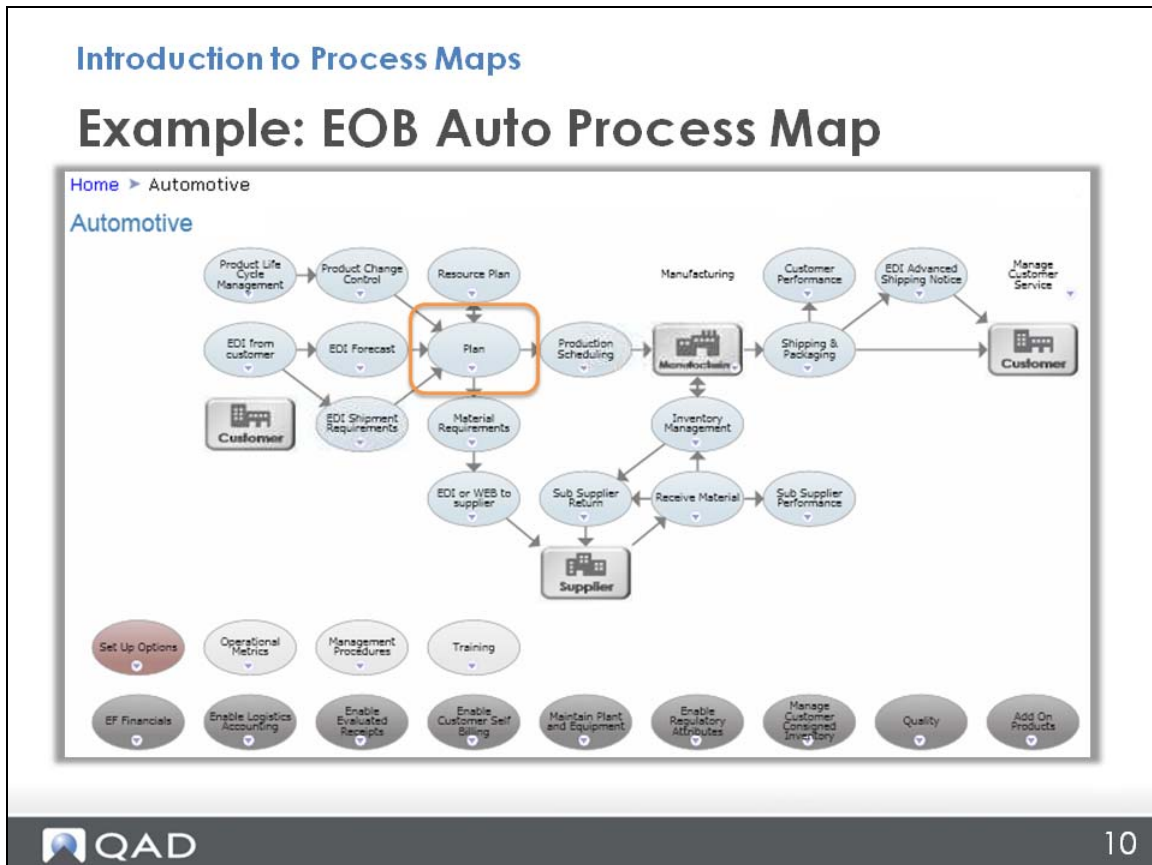 Introduction to Process Maps
Example: EOB Auto Process Map
Home ➤ Automotive
Automotive
Product Life
Cycle
Management
Product Change
Control
Resource Plan
Manufacturing
Customer
Performance
EDI Advanced
Shipping Notice
Manage
Customer
Service
EDI from
customer
EDI Forecast
Plan
Production
Scheduling
Shipping &
Packaging
Customer
Customer
EDI Shipment
Requirements
Material
Requirements
Inventory
Management
EDI or WEB to
supplier
Sub Supplier
Return
Receive Material
Sub Supplier
Performance
Supplier
Set Up Options
Operational
Metrics
Management
Procedures
Training
EF Financials
Enable Logistics
Accounting
Enable
Evaluated
Receipts
Enable
Customer Self
Billing
Maintain Plant
and Equipment
Enable
Regulatory
Attributes
Manage
Customer
Consigned
Inventory
Quality
Add On
Products
QAD
10